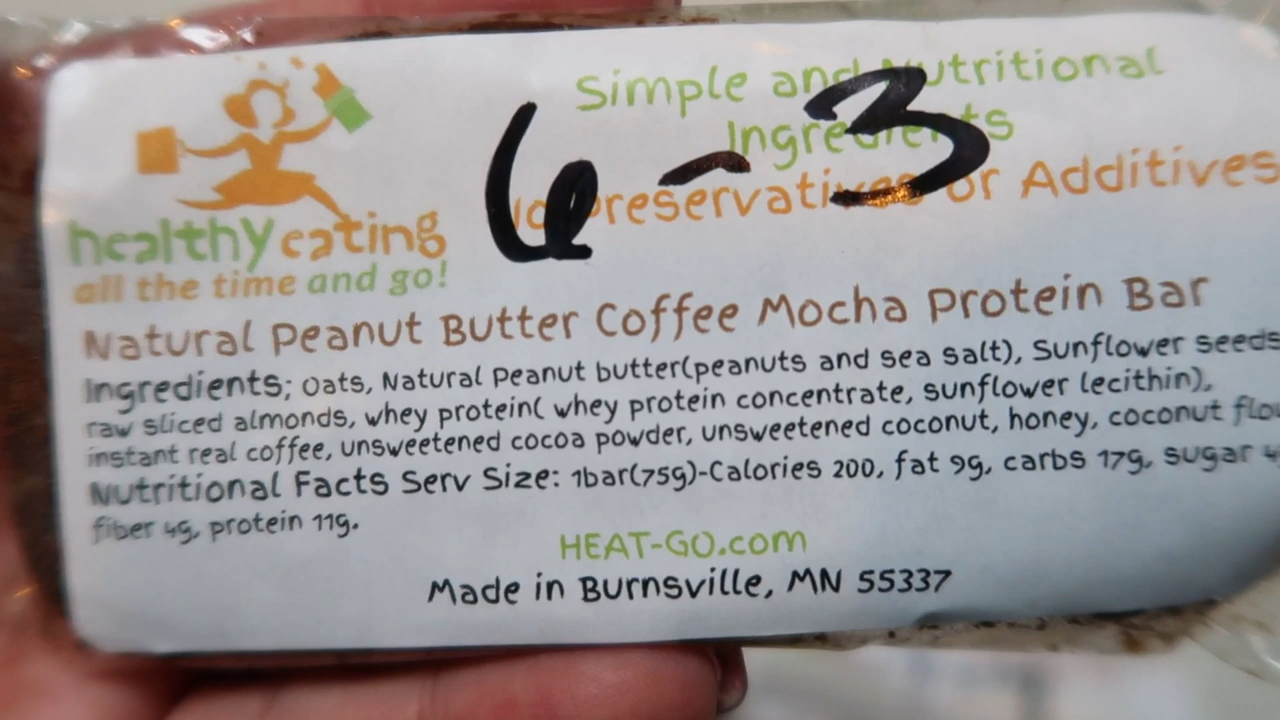 healthy eating
all the time and go!
Simple and Nutritional
Ingredients
No Preservatives or Additives
6-3
Natural Peanut Butter Coffee Mocha Protein Bar
Ingredients; Oats, Natural Peanut butter(peanuts and sea salt), Sunflower seeds
raw sliced almonds, whey protein( whey protein concentrate, sunflower lecithin),
instant real coffee, unsweetened cocoa powder, unsweetened coconut, honey, coconut
Nutritional Facts Serv Size: 1bar(75g)-Calories 200, fat 9g, carbs 17g, sugar
fiber 4g, protein 11g.
HEAT-GO.com
Made in Burnsville, MN 55337